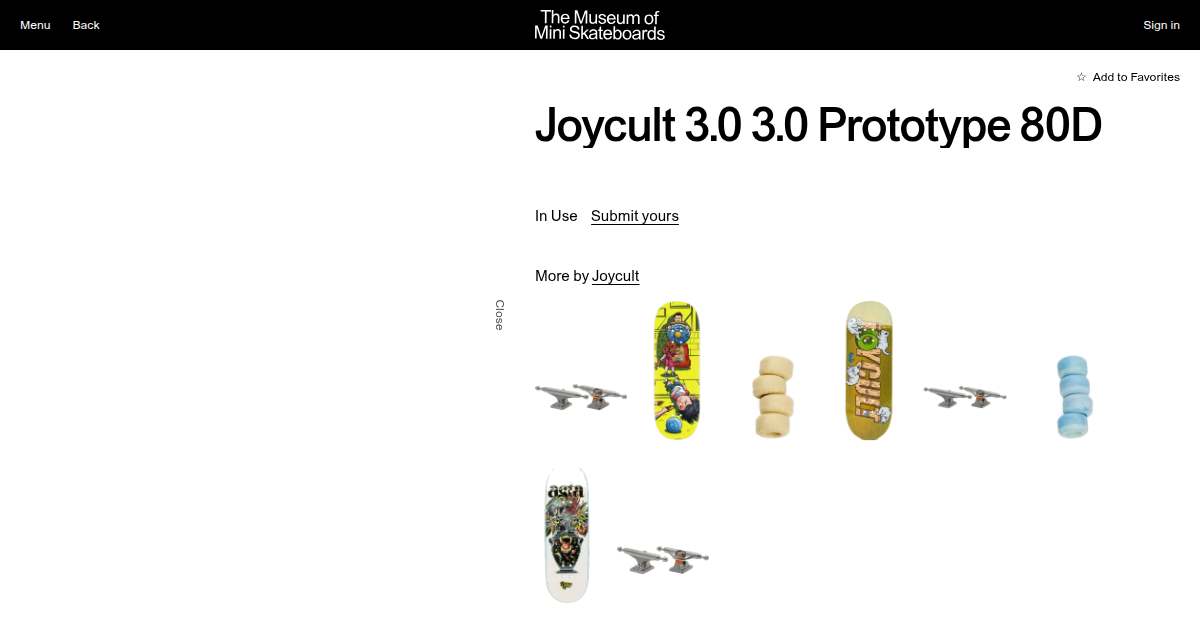 Menu Back
The Museum of
Mini Skateboards
Sign in
☆ Add to Favorites
Joycult 3.0 3.0 Prototype 80D
In Use Submit yours
More by Joycult
Close